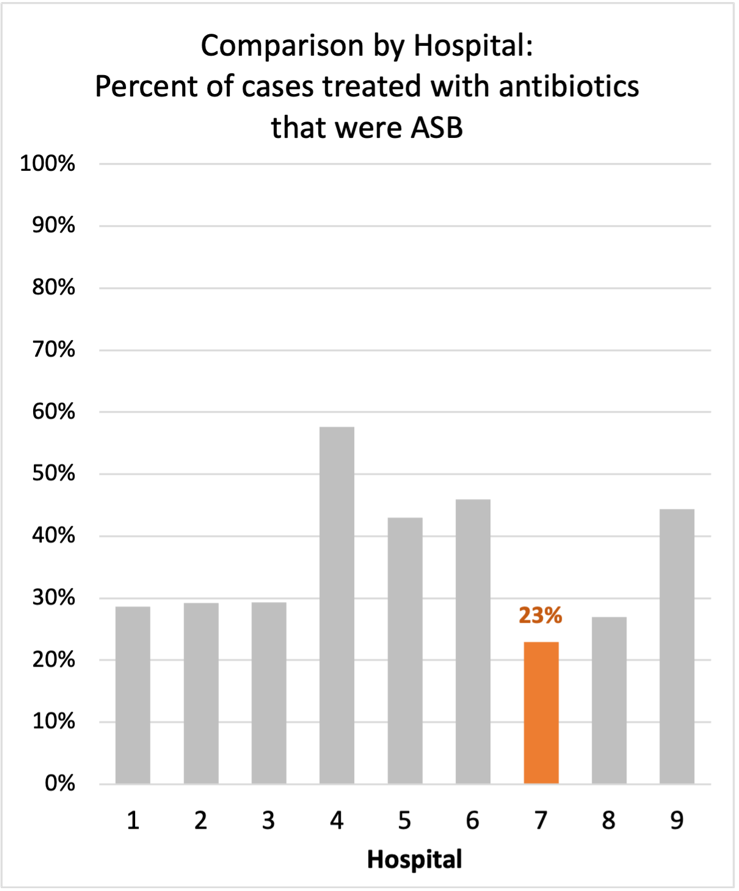 Comparison by Hospital:
Percent of cases treated with antibiotics
that were ASB
100%
90%
80%
70%
60%
50%
40%
30%
23%
20%
10%
0%
1 2 3 4 5 6 7 8 9
Hospital